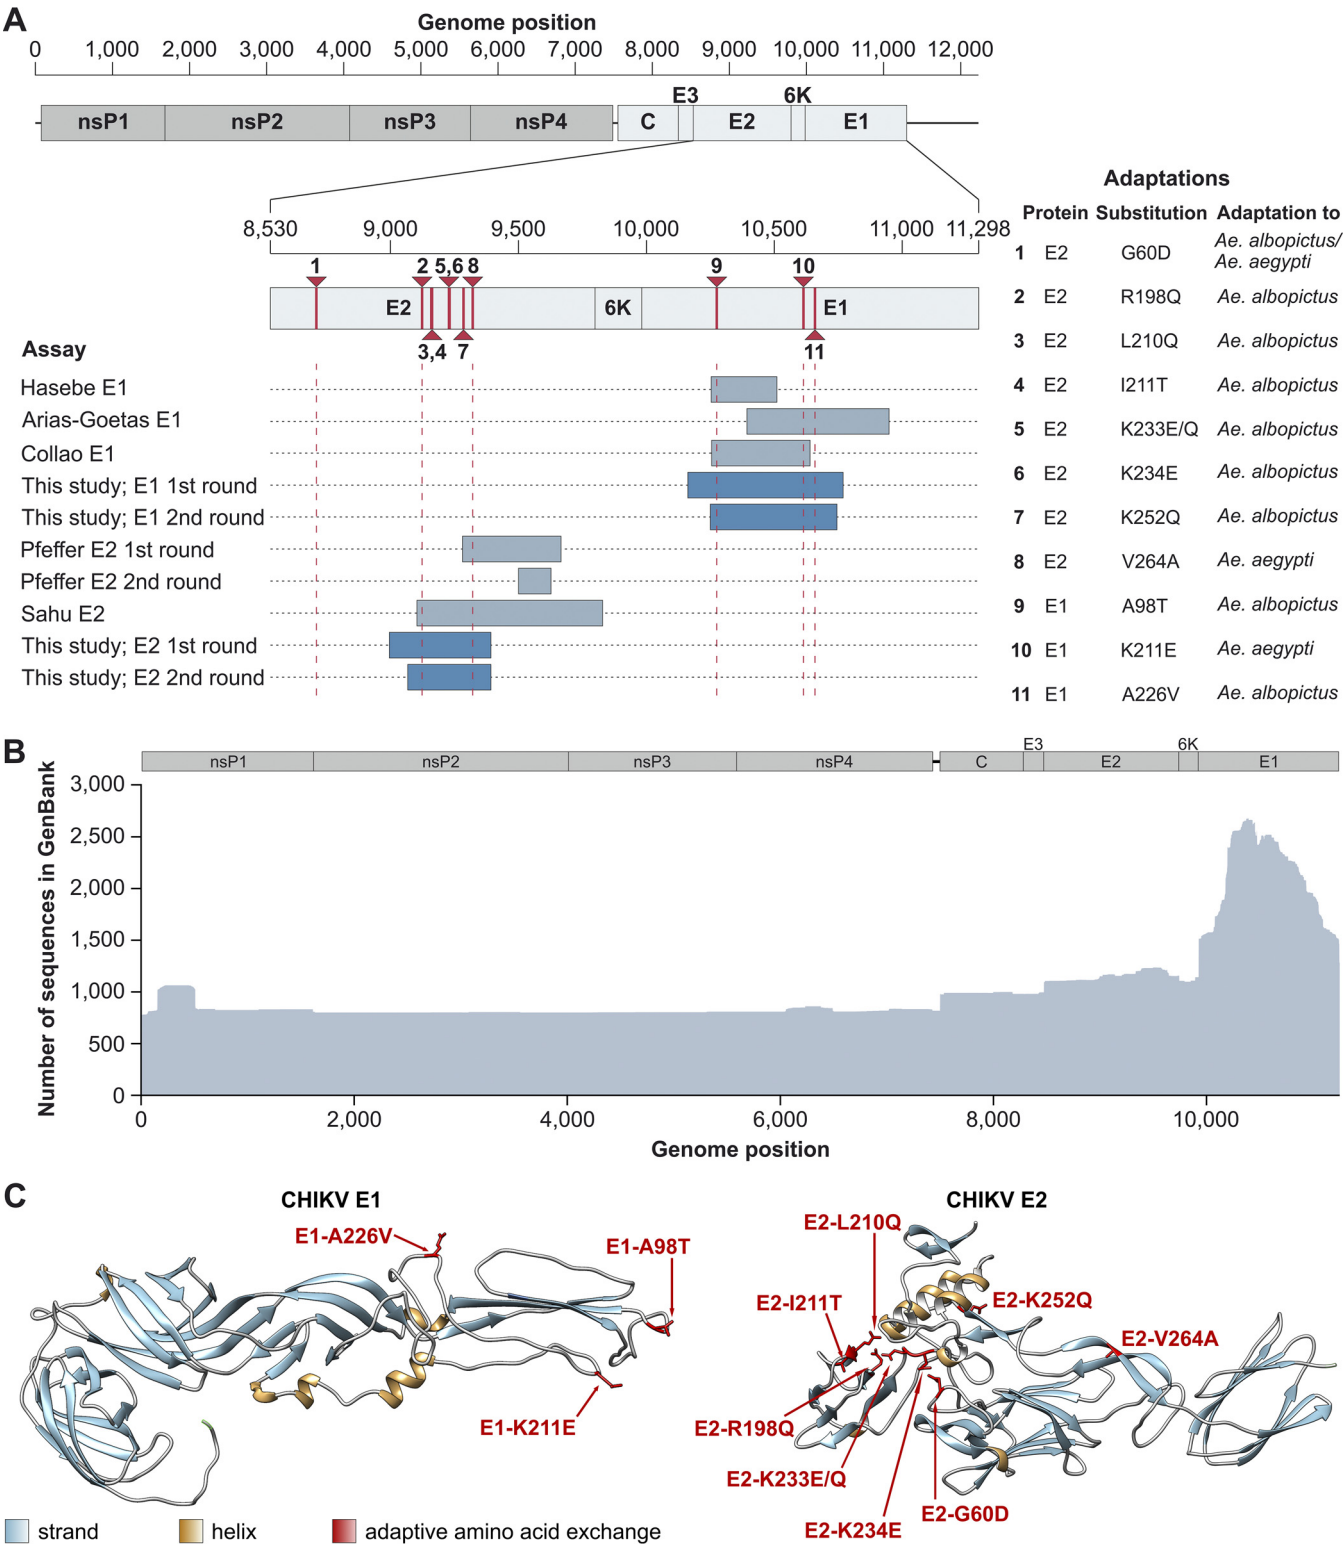 A
Genome position
0 1,000 2,000 3,000 4,000 5,000 6,000 7,000 8,000 9,000 10,000 11,000 12,000
E3 6K
nsP1 nsP2 nsP3 nsP4 C E2 E1
8,530 9,000 9,500 10,000 10,500 11,000 11,298
1 2 5,6 8 9 10
E2 6K E1
3,4 7 11
Assay
Hasebe E1
Arias-Goetas E1
Collao E1
This study; E1 1st round
This study; E1 2nd round
Pfeffer E2 1st round
Pfeffer E2 2nd round
Sahu E2
This study; E2 1st round
This study; E2 2nd round
Adaptations
Protein Substitution Adaptation to
1 E2 G60D Ae. albopictus/
Ae. aegypti
2 E2 R198Q Ae. albopictus
3 E2 L210Q Ae. albopictus
4 E2 I211T Ae. albopictus
5 E2 K233E/Q Ae. albopictus
6 E2 K234E Ae. albopictus
7 E2 K252Q Ae. albopictus
8 E2 V264A Ae. aegypti
9 E1 A98T Ae. albopictus
10 E1 K211E Ae. aegypti
11 E1 A226V Ae. albopictus
B
E3 6K
nsP1 nsP2 nsP3 nsP4 C E2 E1
Number of sequences in GenBank
3,000
2,500
2,000
1,500
1,000
500
0
0 2,000 4,000 6,000 8,000 10,000
Genome position
C
CHIKV E1
E1-A226V
E1-A98T
E1-K211E
CHIKV E2
E2-L210Q
E2-I211T
E2-K252Q
E2-V264A
E2-R198Q
E2-K233E/Q
E2-G60D
E2-K234E
strand helix adaptive amino acid exchange